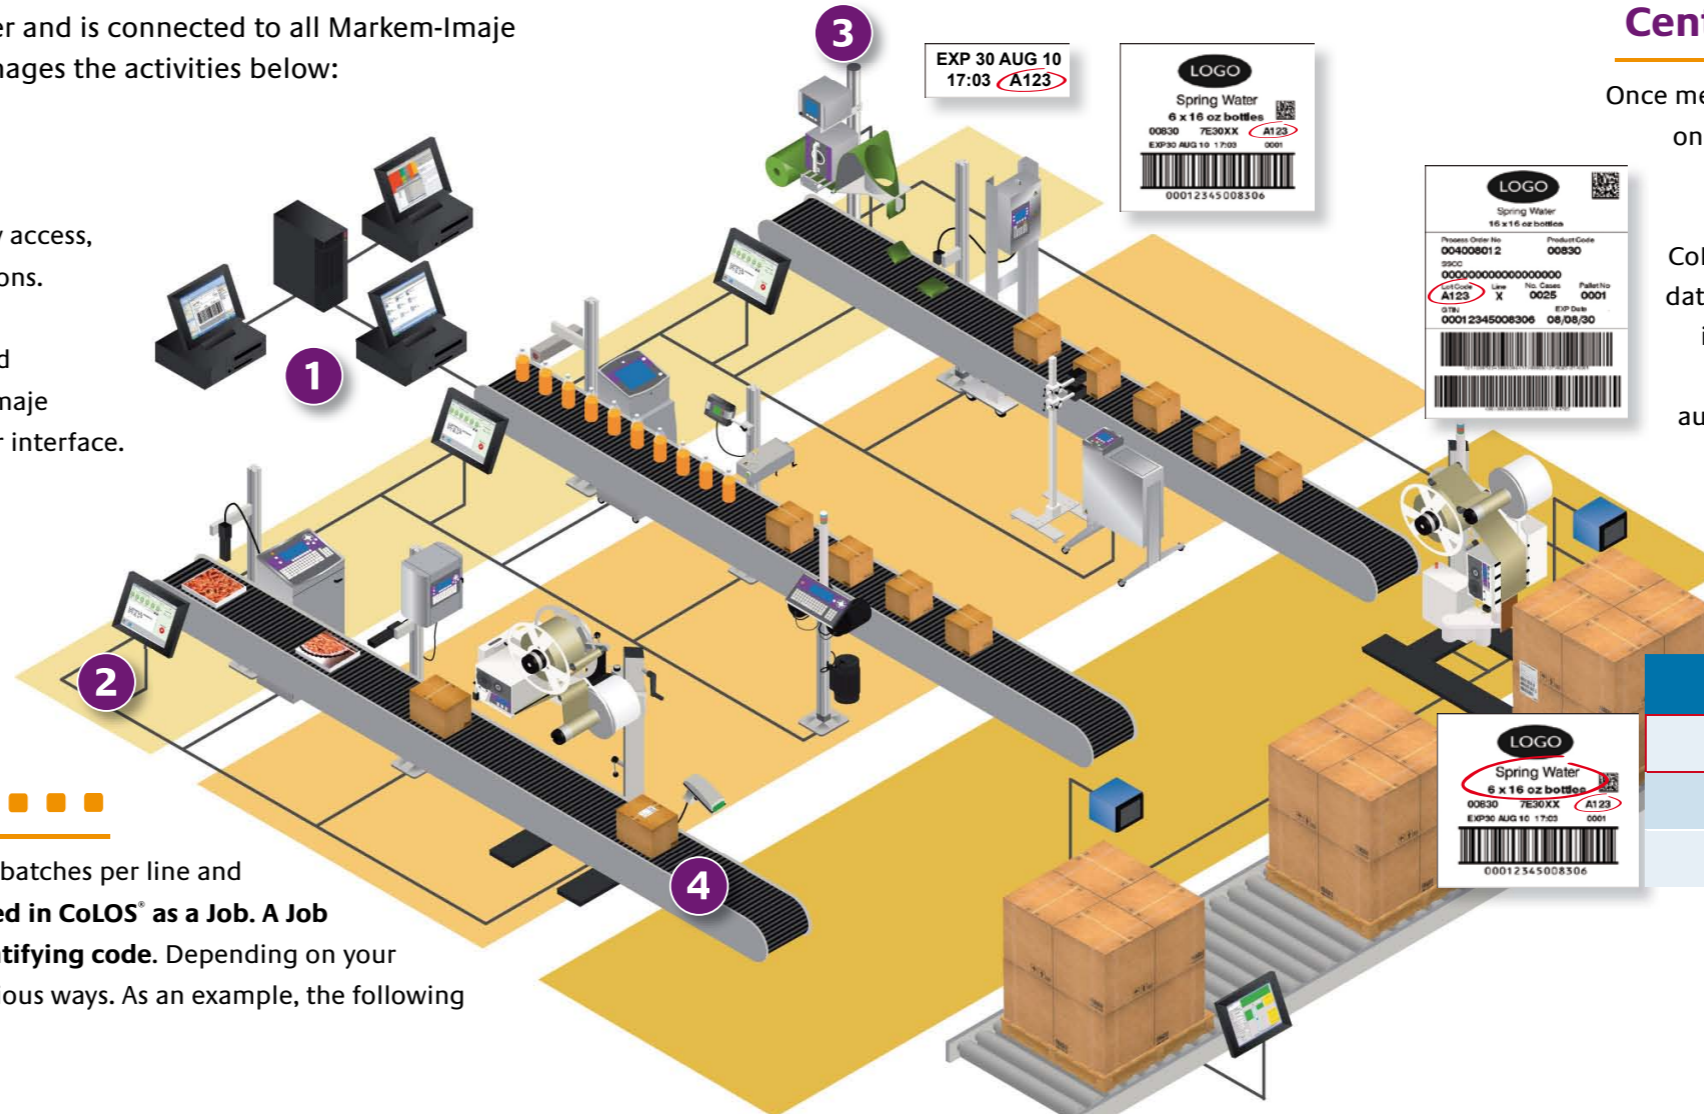 er and is connected to all Markem-Imaje
nages the activities below:
y access,
ons.
d
maje
r interface.
1
2
3
4
batches per line and
ed in CoLOS® as a Job. A Job
ntifying code. Depending on your
ious ways. As an example, the following
EXP 30 AUG 10
17:03 A123
LOGO
Spring Water
6 x 16 oz bottles
00830 7E30XX A123
EXP30 AUG 10 17:03 0001
00012345008306
Cent
Once me
on
Col
dat
i
au
LOGO
Spring Water
16 x 16 oz bottles
Process Order No Product Code
004008012 00830
SSCC
000000000000000000
Lot Code Line No. Cases Pallet No
A123 X 0025 0001
GTIN EXP Date
00012345008306 08/08/30
LOGO
Spring Water
6 x 16 oz bottles
00830 7E30XX A123
EXP30 AUG 10 17:03 0001
00012345008306